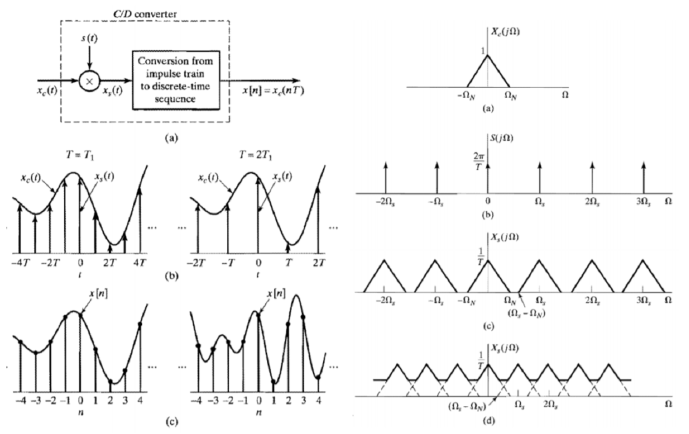 C/D converter
s(t)
×
Conversion from
impulse train
to discrete-time
sequence
x_c(t)
x_s(t)
x[n] = x_c(nT)
(a)
T = T₁
T = 2T₁
x_c(t)
x_s(t)
x_c(t)
x_s(t)
...
...
...
-4T -2T 0 2T 4T
-2T -T 0 T 2T
t
(b)
t
x[n]
x[n]
-4 -3 -2 -1 0 1 2 3 4
-4 -3 -2 -1 0 1 2 3 4
n
(c)
n
X_c(jΩ)
1
-Ω_N Ω_N Ω
(a)
S(jΩ)
2π
T
-2Ω_s -Ω_s 0 Ω_s 2Ω_s 3Ω_s Ω
(b)
X_s(jΩ)
1
T
-2Ω_s -Ω_s -Ω_N Ω_N Ω_s 2Ω_s 3Ω_s Ω
(Ω_s - Ω_N)
(c)
X_s(jΩ)
1
T
(Ω_s - Ω_N) Ω_s 2Ω_s Ω
(d)